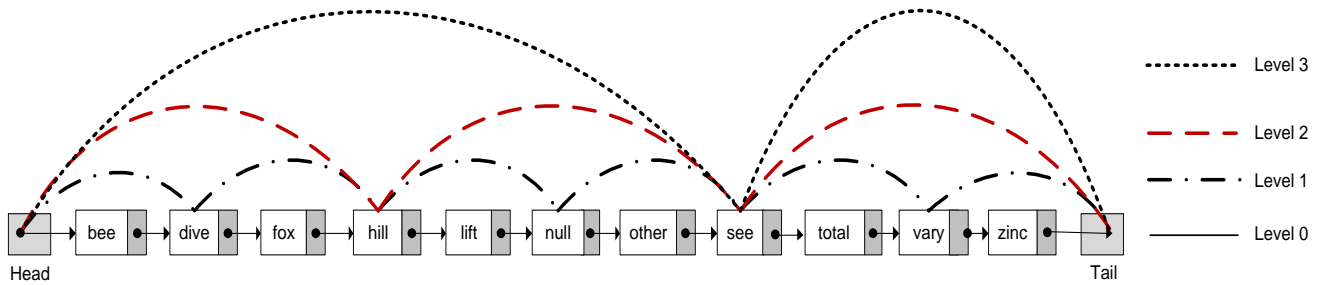 Level 3
Level 2
Level 1
bee dive fox hill lift null other see total vary zinc Level 0
Head Tail